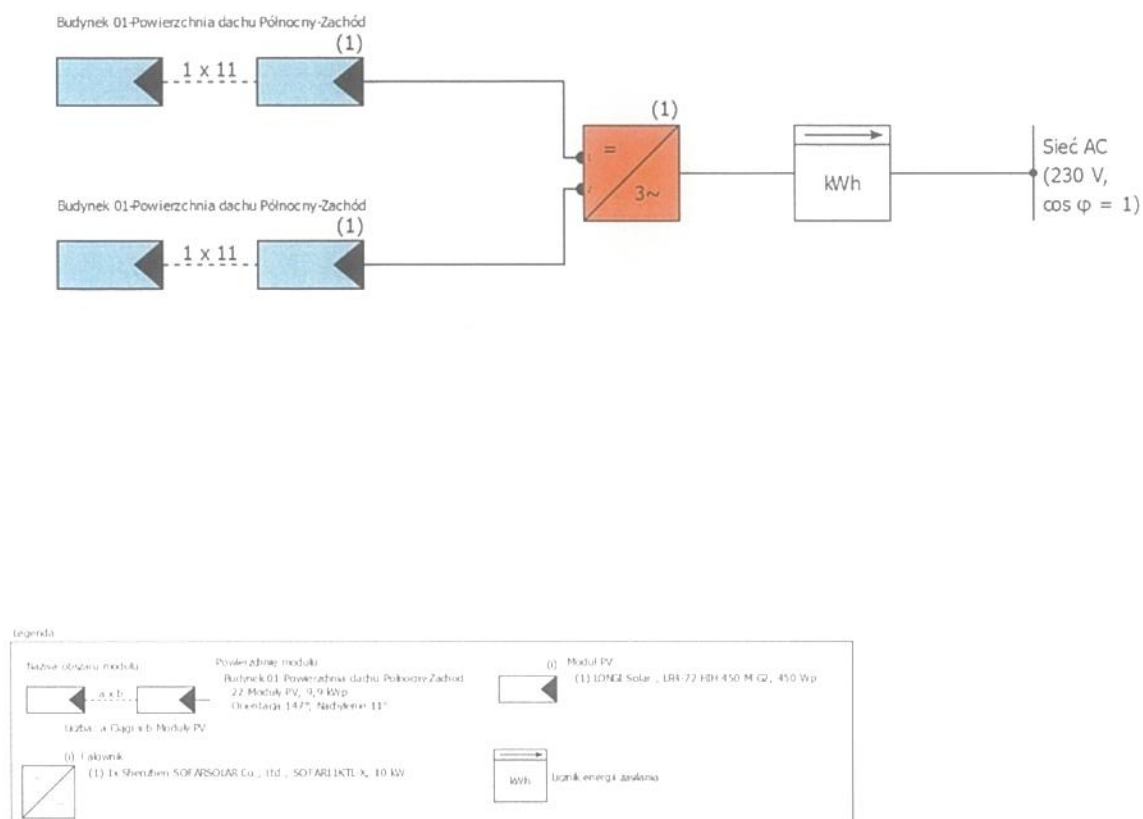 Budynek 01-Powierzchnia dachu Północny-Zachód
(1)
1 x 11
(1)
=
3~
kWh
Sieć AC
(230 V,
cos φ = 1)
Budynek 01-Powierzchnia dachu Północny-Zachód
(1)
1 x 11
Legenda
Nazwa obszaru modułu
a x b
Liczba: a Ciągi x b Moduły PV
Powierzchnię modułu
Budynek 01-Powierzchnia dachu Północny-Zachód
22 Moduły PV, 9,9 kWp
Orientacja 147°, Nachylenie 11°
(i) Moduł PV
(1) LONGi Solar , LR4-72 HIH 450 M G2, 450 Wp
(i) Falownik
(1) 1x Shenzhen SOFARSOLAR Co., Ltd., SOFAR11KTL-X, 10 kW
kWh
Licznik energii zasilania